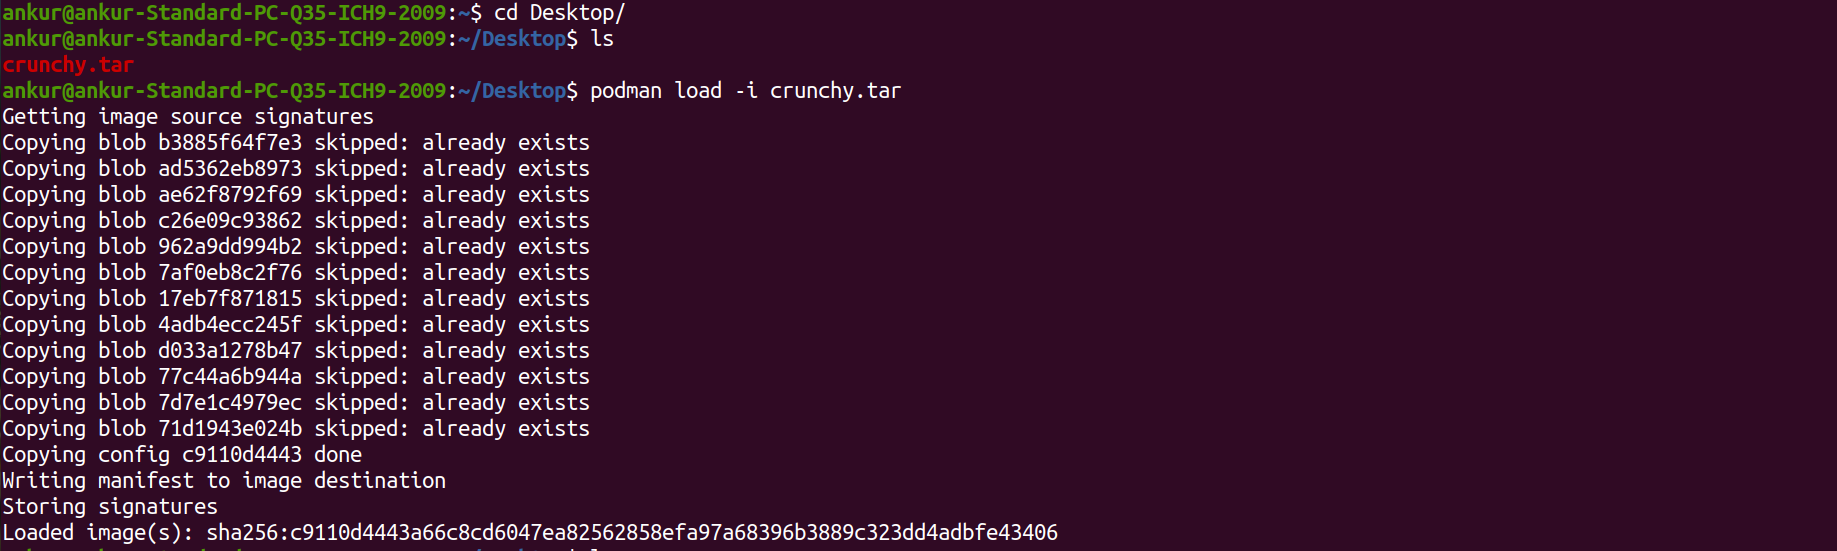 ankur@ankur-Standard-PC-Q35-ICH9-2009:~$ cd Desktop/
ankur@ankur-Standard-PC-Q35-ICH9-2009:~/Desktop$ ls
crunchy.tar
ankur@ankur-Standard-PC-Q35-ICH9-2009:~/Desktop$ podman load -i crunchy.tar
Getting image source signatures
Copying blob b3885f64f7e3 skipped: already exists
Copying blob ad5362eb8973 skipped: already exists
Copying blob ae62f8792f69 skipped: already exists
Copying blob c26e09c93862 skipped: already exists
Copying blob 962a9dd994b2 skipped: already exists
Copying blob 7af0eb8c2f76 skipped: already exists
Copying blob 17eb7f871815 skipped: already exists
Copying blob 4adb4ecc245f skipped: already exists
Copying blob d033a1278b47 skipped: already exists
Copying blob 77c44a6b944a skipped: already exists
Copying blob 7d7e1c4979ec skipped: already exists
Copying blob 71d1943e024b skipped: already exists
Copying config c9110d4443 done
Writing manifest to image destination
Storing signatures
Loaded image(s): sha256:c9110d4443a66c8cd6047ea82562858efa97a68396b3889c323dd4adbfe43406